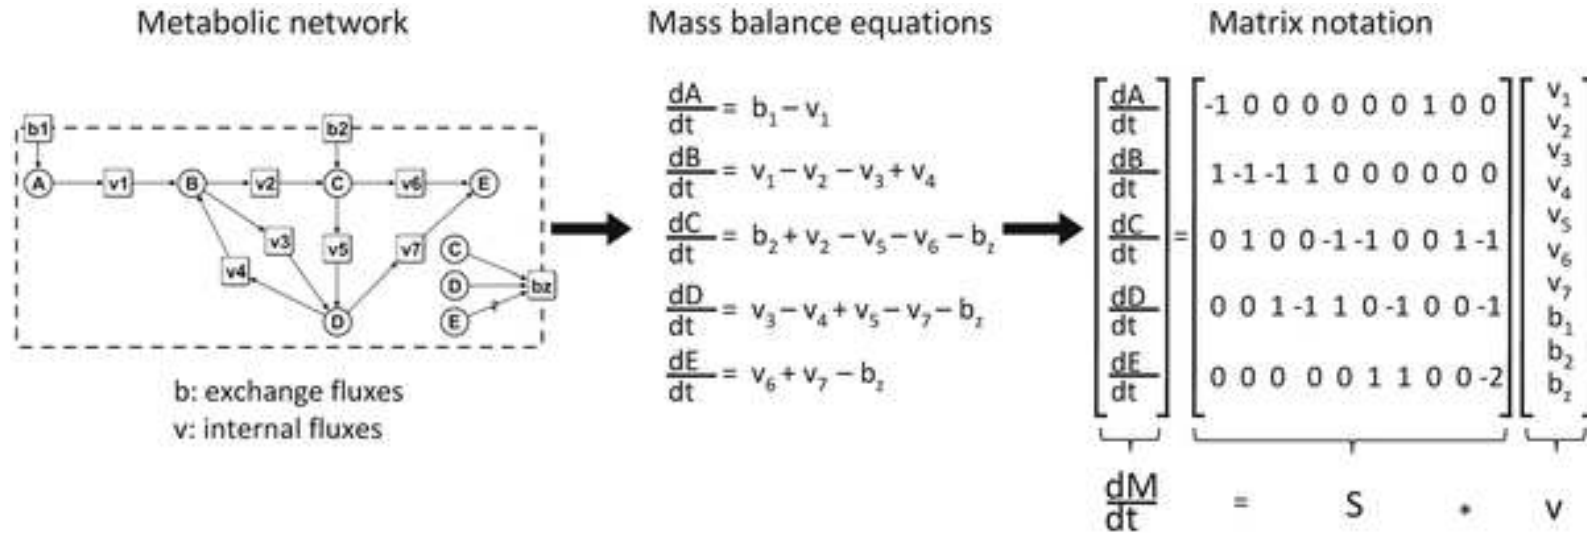 Metabolic network
b1
b2
A
v1
B
v2
C
v6
E
v3
v5
v7
v4
C
D
bz
D
2
E
b: exchange fluxes
v: internal fluxes
Mass balance equations
dA/dt = b₁ − v₁
dB/dt = v₁ − v₂ − v₃ + v₄
dC/dt = b₂ + v₂ − v₅ − v₆ − b_z
dD/dt = v₃ − v₄ + v₅ − v₇ − b_z
dE/dt = v₆ + v₇ − b_z
Matrix notation
dA/dt
dB/dt
dC/dt
dD/dt
dE/dt
=
-1 0 0 0 0 0 0 1 0 0
1 -1 -1 1 0 0 0 0 0 0
0 1 0 0 -1 -1 0 0 1 -1
0 0 1 -1 1 0 -1 0 0 -1
0 0 0 0 0 1 1 0 0 -2
v₁
v₂
v₃
v₄
v₅
v₆
v₇
b₁
b₂
b_z
dM/dt = S * v